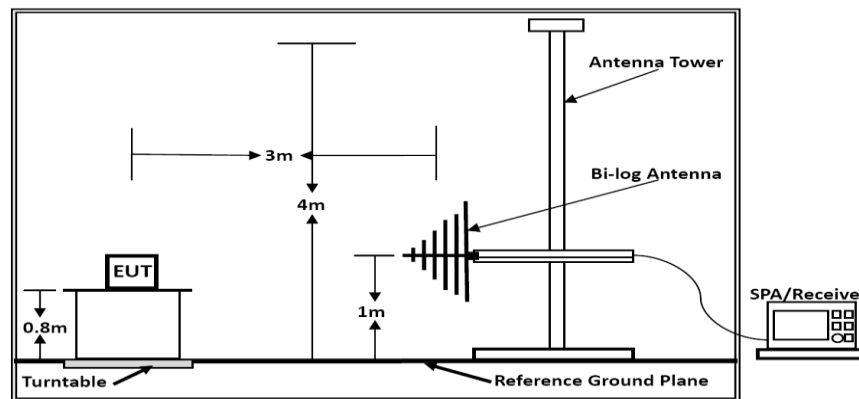 Antenna Tower
3m
Bi-log Antenna
4m
EUT
0.8m
1m
SPA/Receive
Turntable
Reference Ground Plane